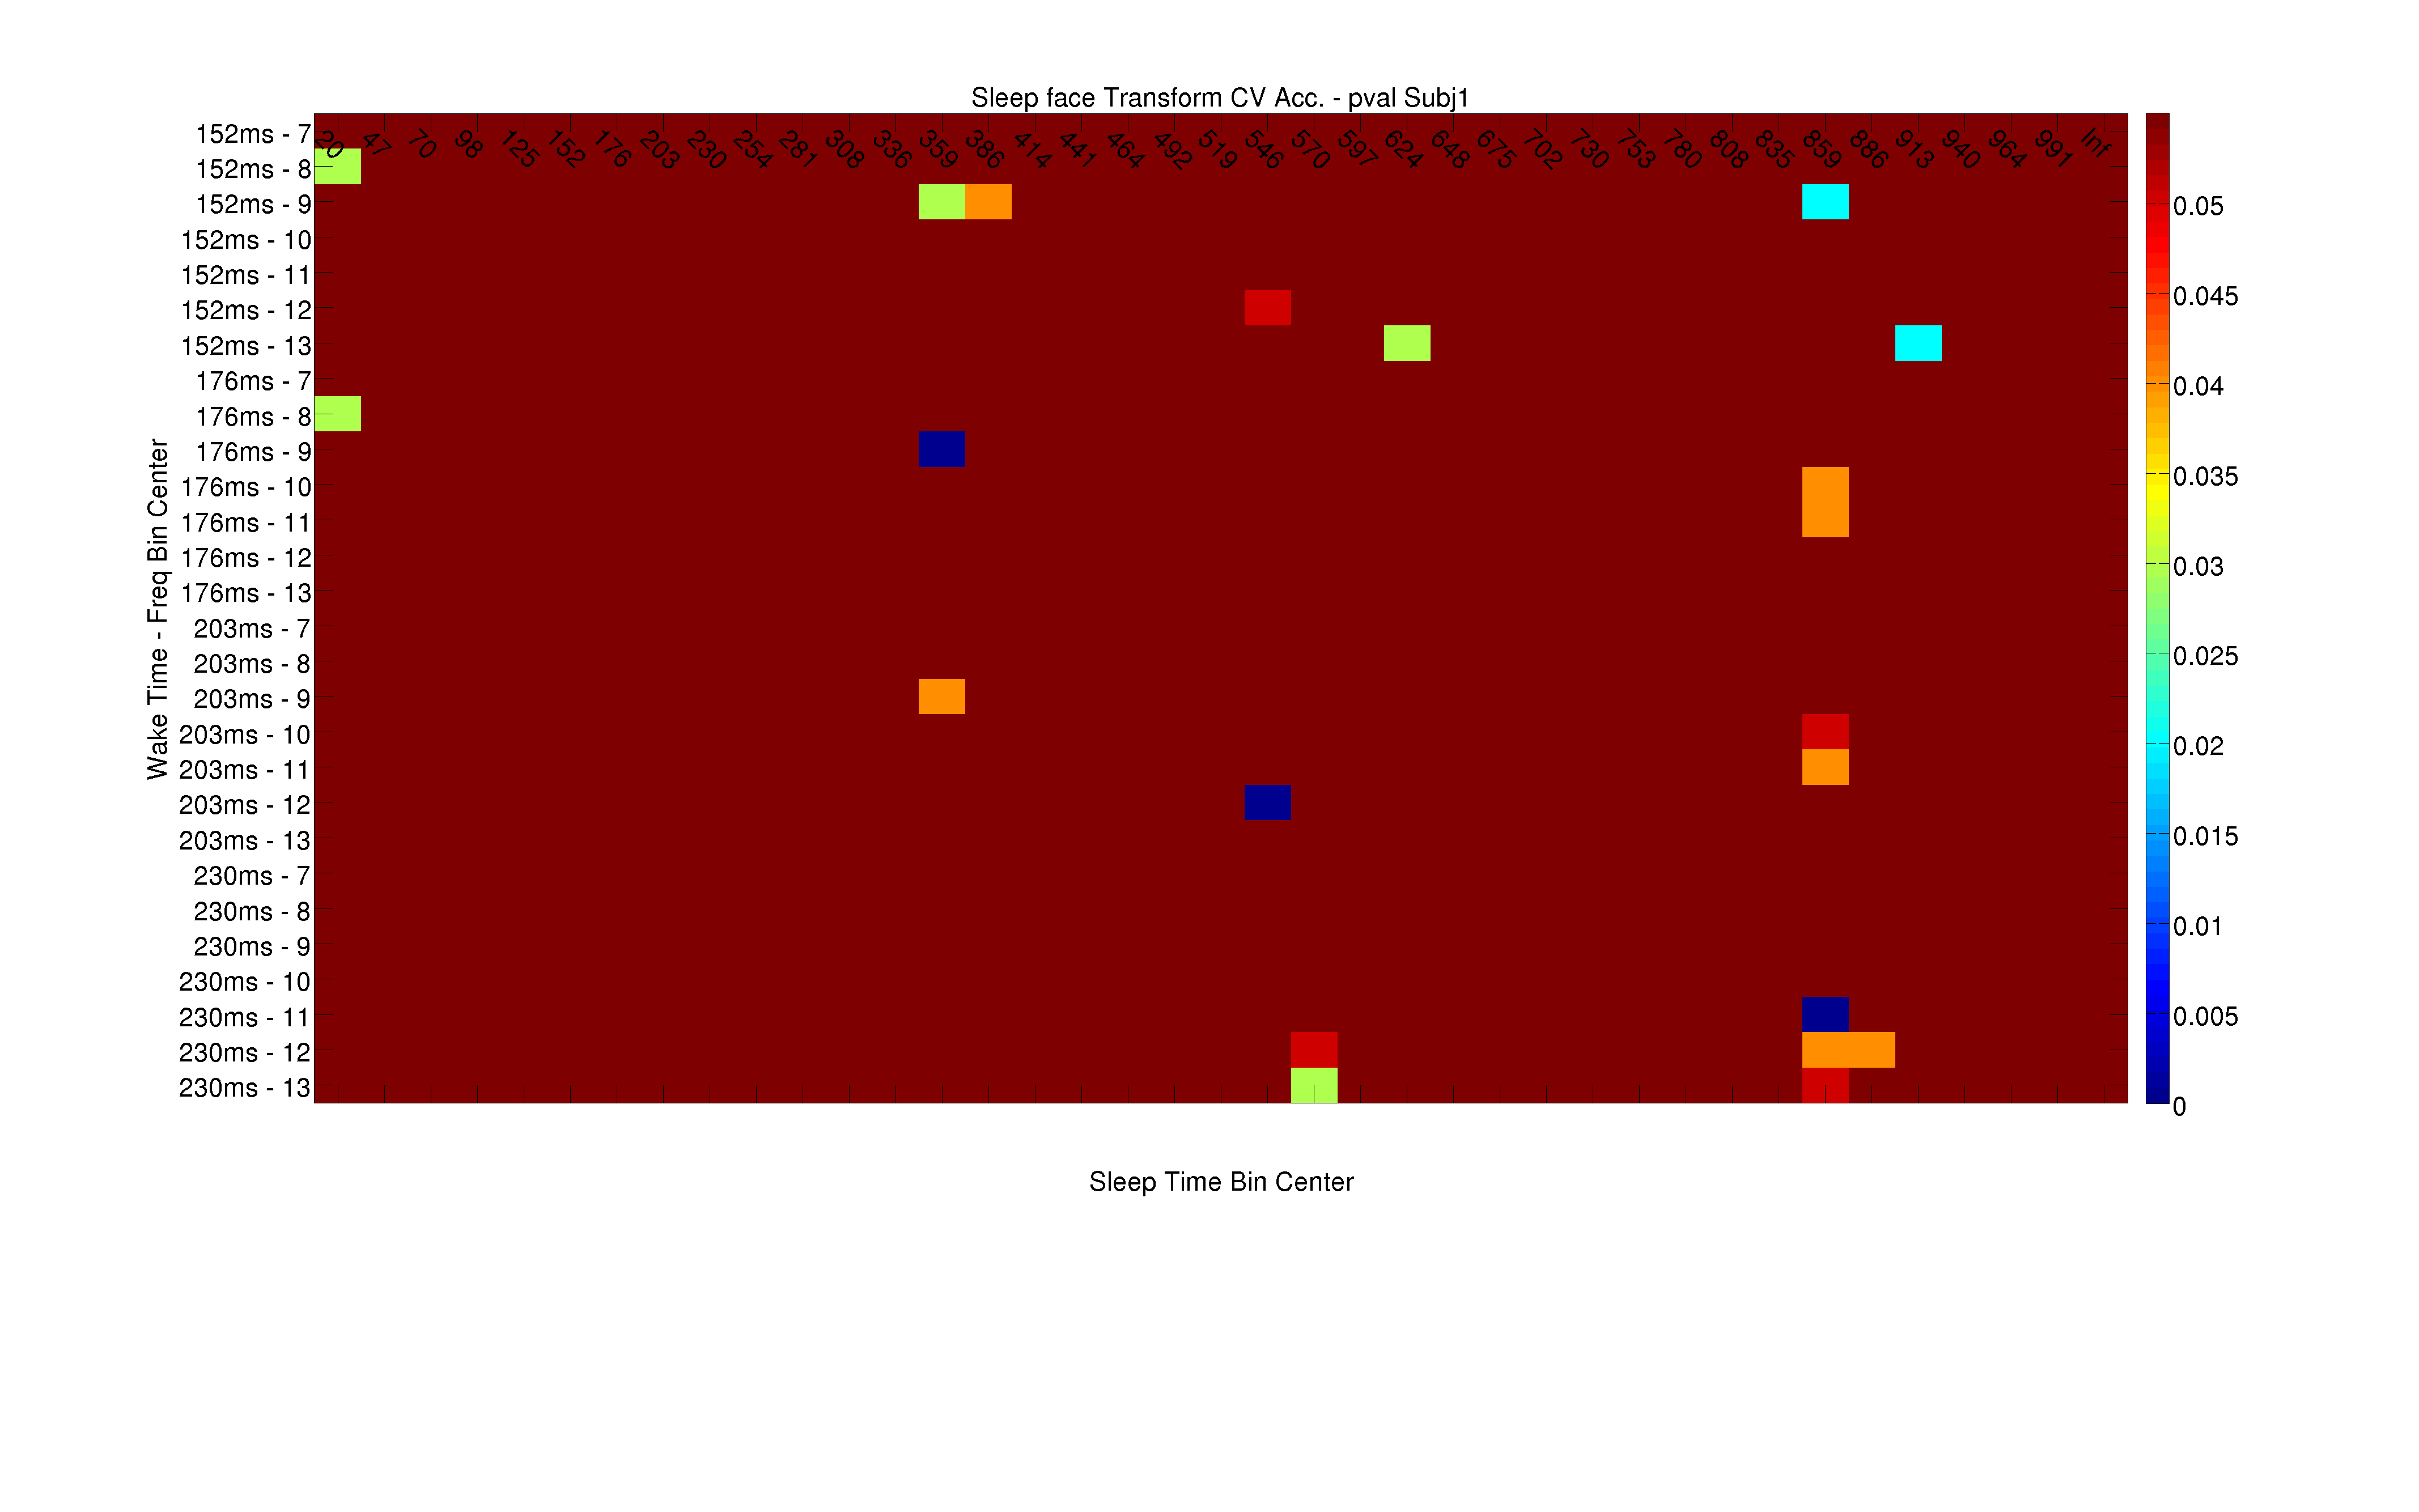 Sleep face Transform CV Acc. - pval Subj1
20 47 70 98 125 152 176 203 230 254 281 308 336 359 386 414 441 464 492 519 546 570 597 624 648 675 702 730 753 780 808 835 859 886 913 940 964 991 Inf
152ms - 7
152ms - 8
152ms - 9
152ms - 10
152ms - 11
152ms - 12
152ms - 13
176ms - 7
176ms - 8
176ms - 9
176ms - 10
176ms - 11
176ms - 12
176ms - 13
203ms - 7
203ms - 8
203ms - 9
203ms - 10
203ms - 11
203ms - 12
203ms - 13
230ms - 7
230ms - 8
230ms - 9
230ms - 10
230ms - 11
230ms - 12
230ms - 13
Wake Time - Freq Bin Center
0.05
0.045
0.04
0.035
0.03
0.025
0.02
0.015
0.01
0.005
0
Sleep Time Bin Center